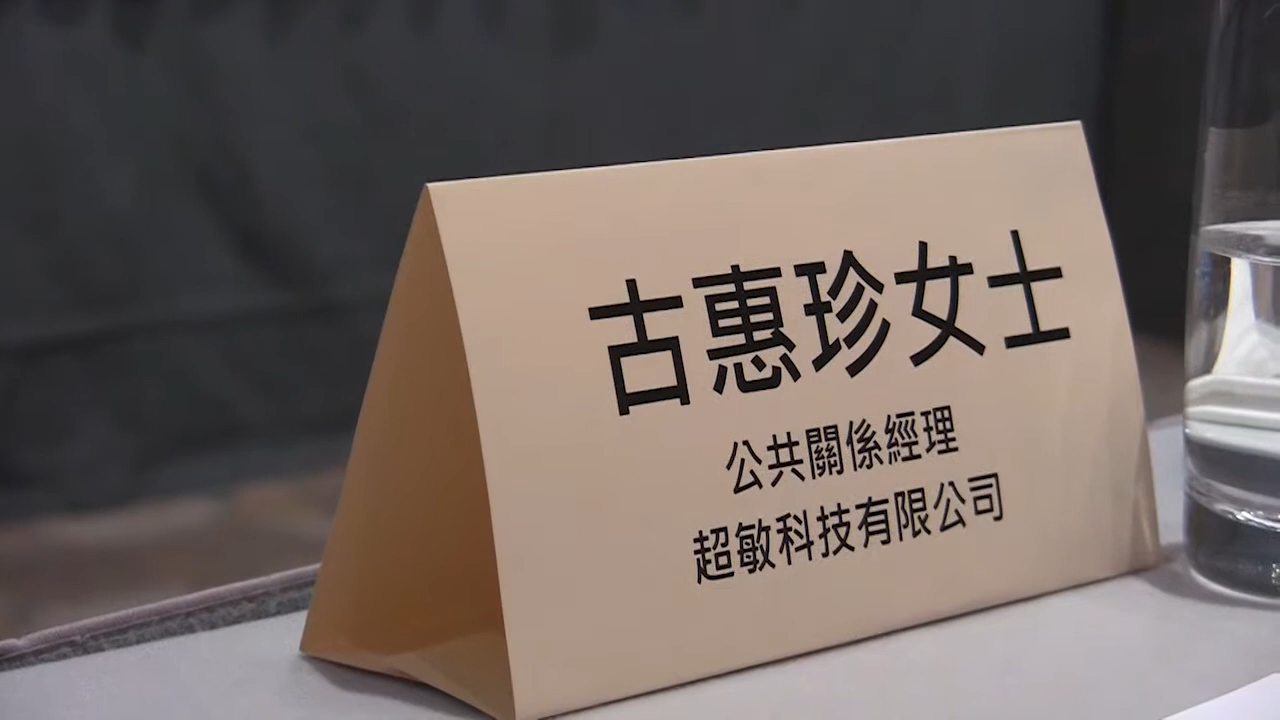 古惠珍女士
公共關係經理
超敏科技有限公司